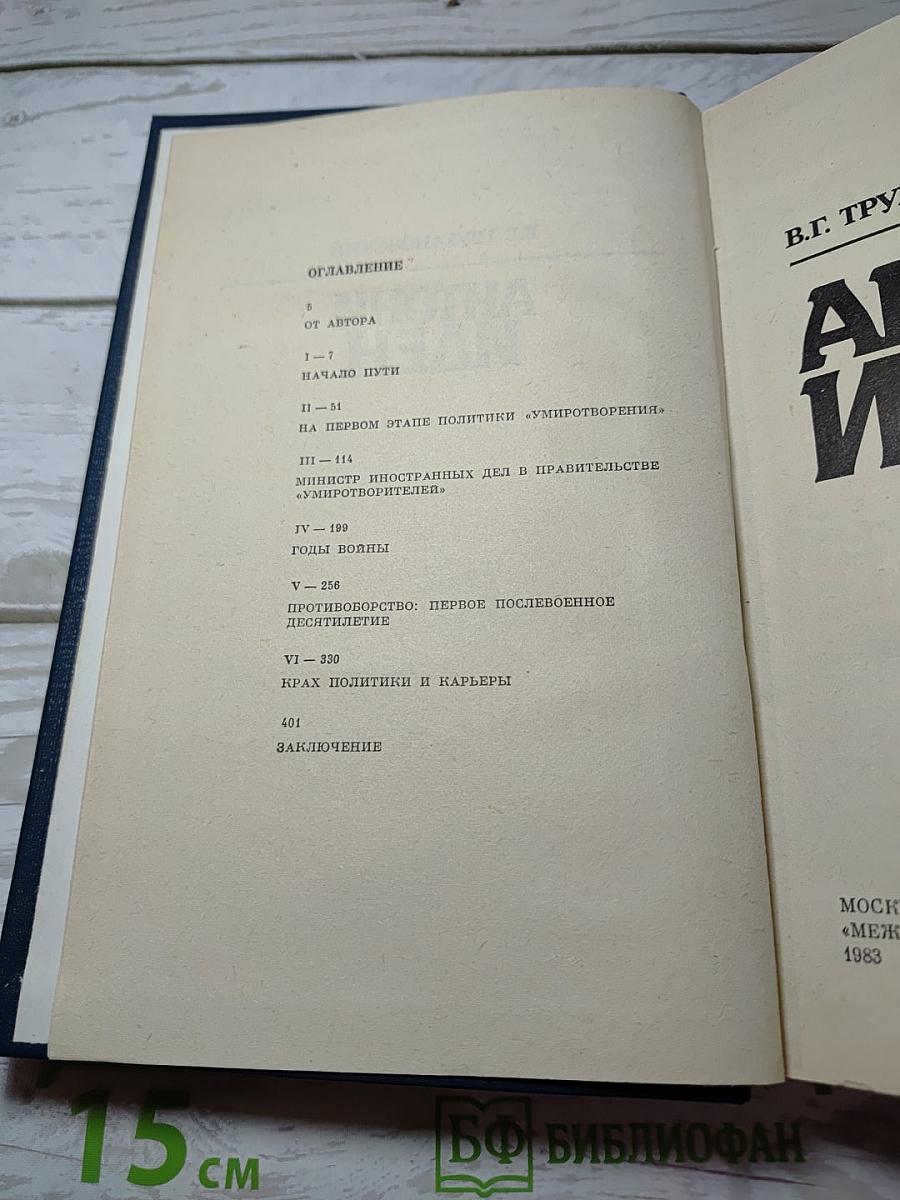 ОГЛАВЛЕНИЕ
5
ОТ АВТОРА
I — 7
НАЧАЛО ПУТИ
II — 51
НА ПЕРВОМ ЭТАПЕ ПОЛИТИКИ «УМИРОТВОРЕНИЯ»
III — 114
МИНИСТР ИНОСТРАННЫХ ДЕЛ В ПРАВИТЕЛЬСТВЕ
«УМИРОТВОРИТЕЛЕЙ»
IV — 199
ГОДЫ ВОЙНЫ
V — 256
ПРОТИВОБОРСТВО: ПЕРВОЕ ПОСЛЕВОЕННОЕ
ДЕСЯТИЛЕТИЕ
VI — 330
КРАХ ПОЛИТИКИ И КАРЬЕРЫ
401
ЗАКЛЮЧЕНИЕ
В.Г. ТРУ
И
МОСК
«МЕЖ
1983
15 СМ
БФ БИБЛИОФАН